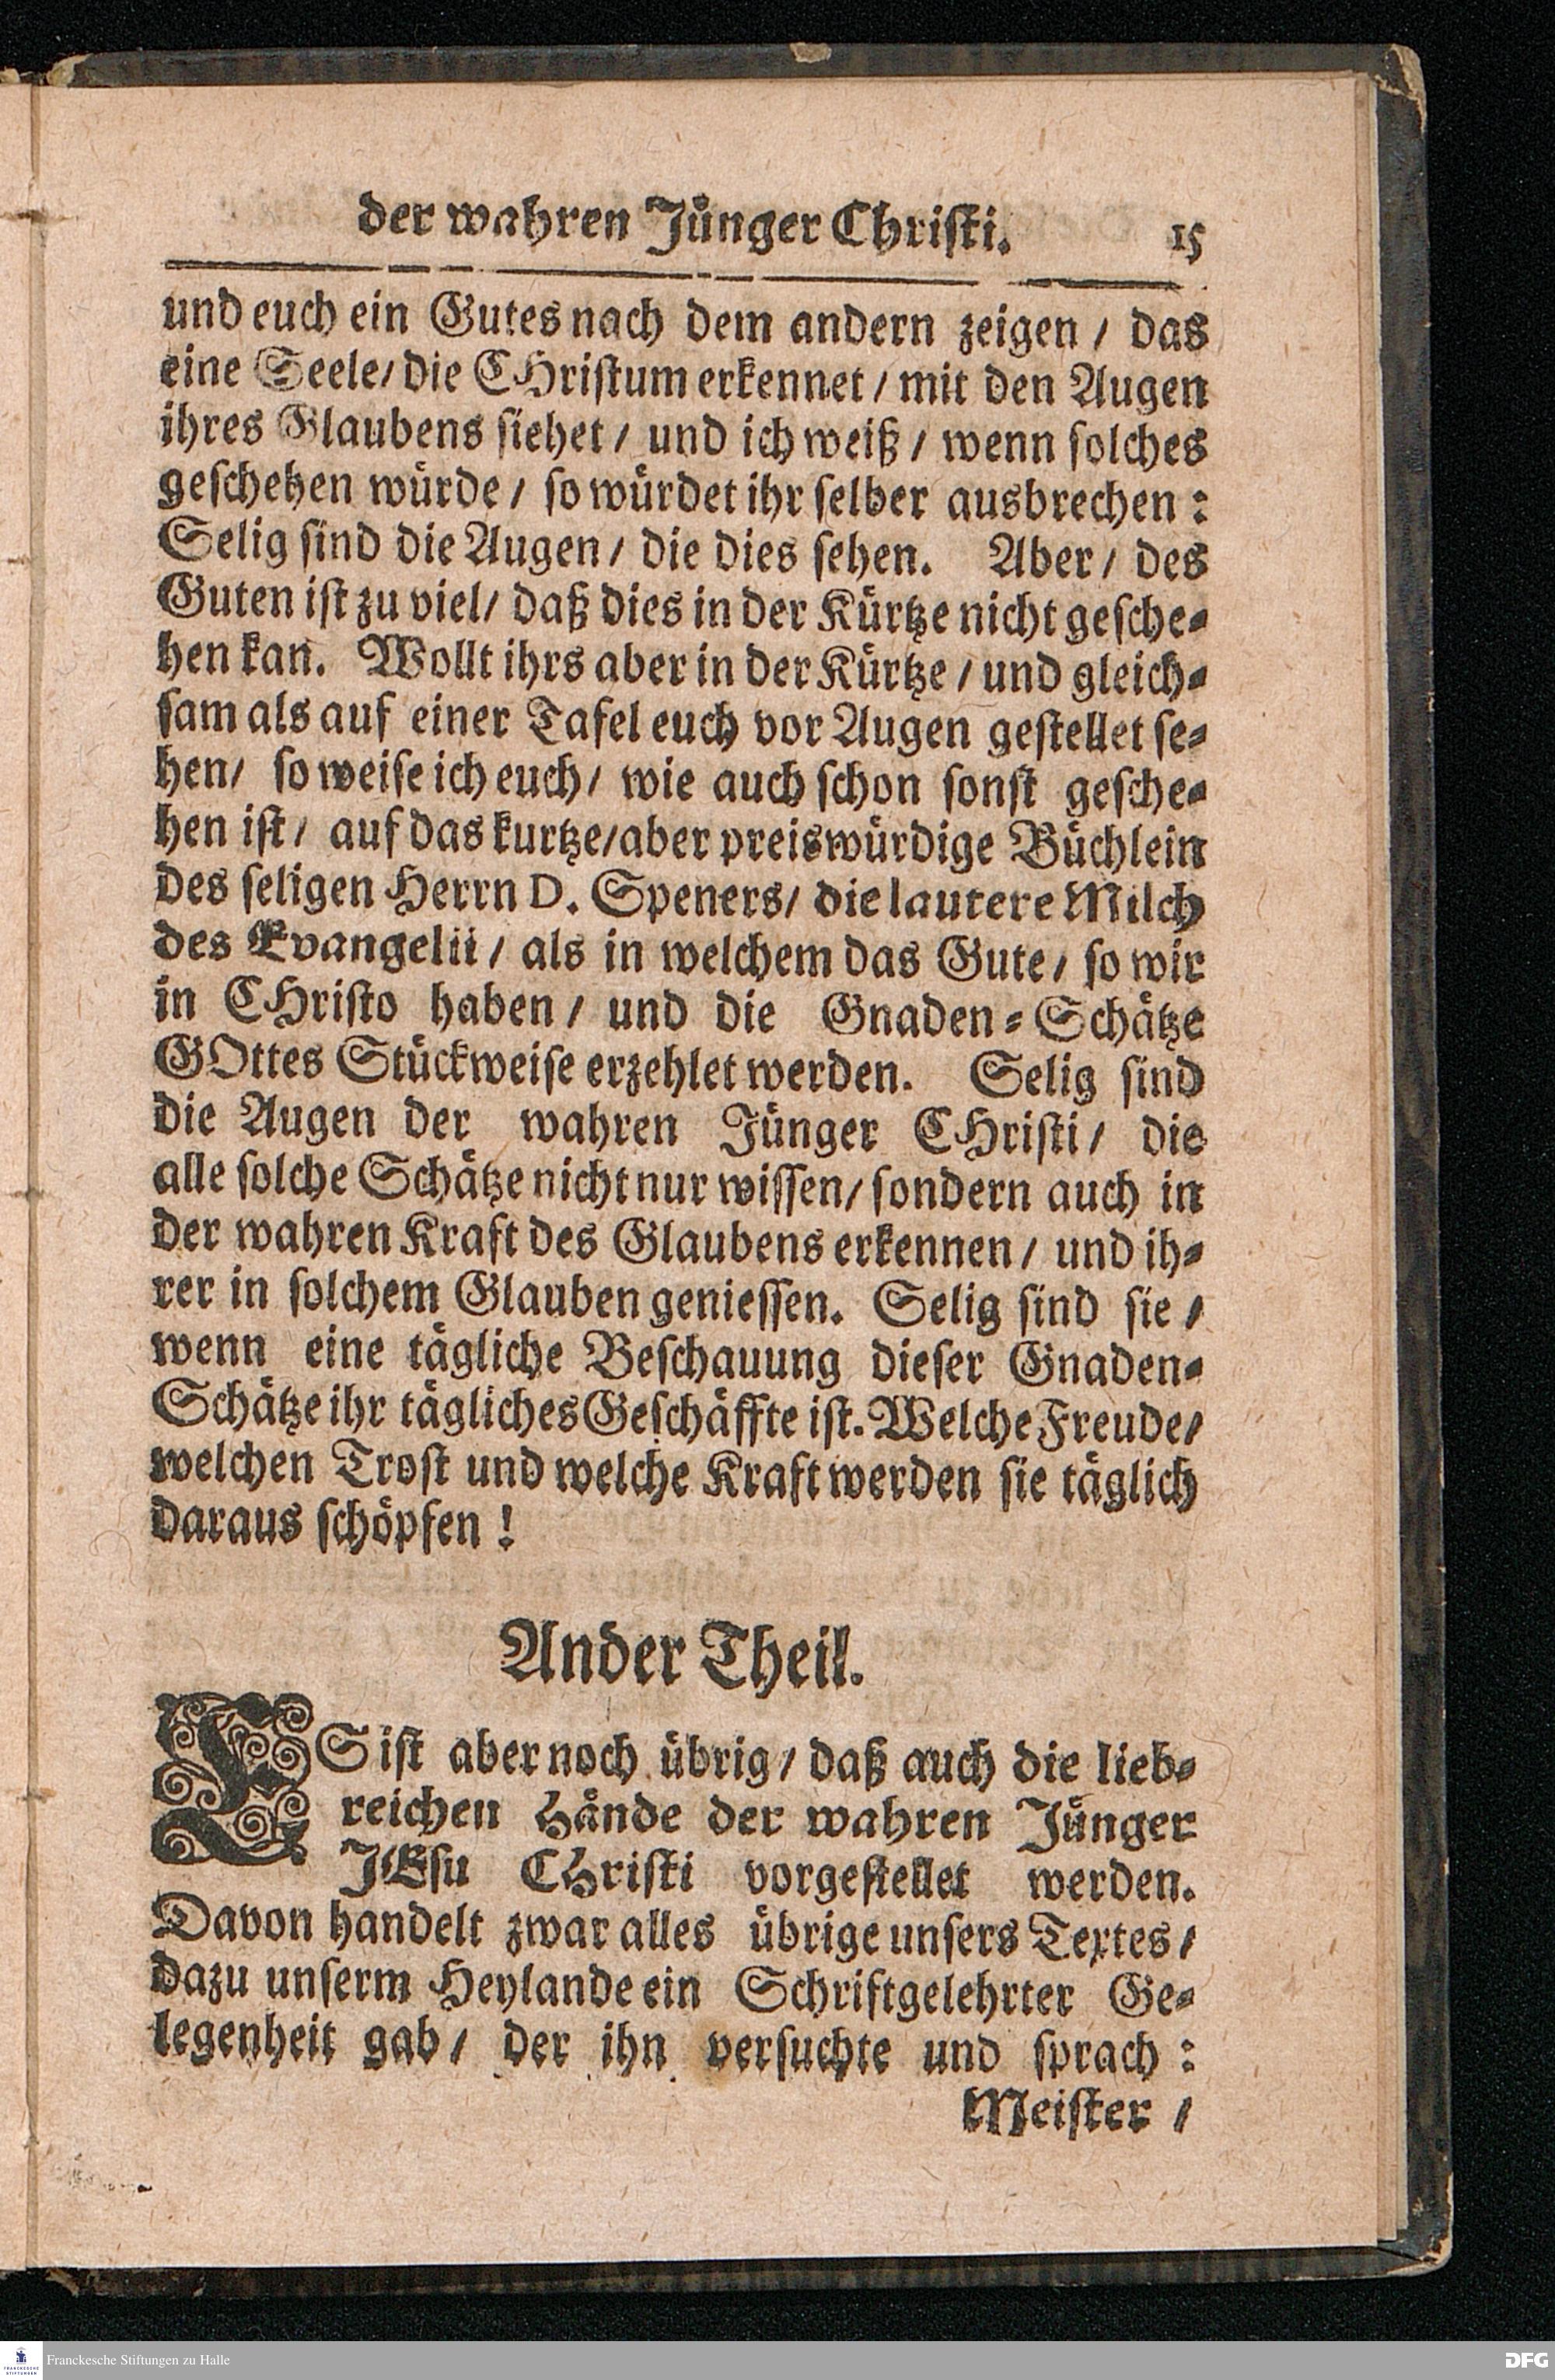 der wahren Jünger Christi. 15
und euch ein Gutes nach dem andern zeigen / das
eine Seele/ die CHristum erkennet / mit den Augen
ihres Glaubens siehet / und ich weiß / wenn solches
geschehen würde / so würdet ihr selber ausbrechen:
Selig sind die Augen / die dies sehen. Aber / des
Guten ist zu viel/ daß dies in der Kürtze nicht gesche-
hen kan. Wollt ihrs aber in der Kürtze / und gleich-
sam als auf einer Tafel euch vor Augen gestellet se-
hen/ so weise ich euch / wie auch schon sonst gesche-
hen ist / auf das kurtze/aber preiswürdige Büchlein
des seligen Herrn D. Speners/ die lautere Milch
des Evangelii / als in welchem das Gute / so wir
in CHristo haben / und die Gnaden-Schätze
GOttes Stückweise erzehlet werden. Selig sind
die Augen der wahren Jünger CHristi / die
alle solche Schätze nicht nur wissen/ sondern auch in
der wahren Kraft des Glaubens erkennen / und ih-
rer in solchem Glauben geniessen. Selig sind sie /
wenn eine tägliche Beschauung dieser Gnaden-
Schätze ihr tägliches Geschäffte ist. Welche Freude/
welchen Trost und welche Kraft werden sie täglich
daraus schöpfen !
Ander Theil.
ES ist aber noch übrig / daß auch die lieb-
reichen Hände der wahren Jünger
JEsu CHristi vorgestellet werden.
Davon handelt zwar alles übrige unsers Textes /
dazu unserm Heylande ein Schriftgelehrter Ge-
legenheit gab / der ihn versuchte und sprach:
Meister /
Franckesche Stiftungen zu Halle
FRANCKESCHE
STIFTUNGEN
DFG